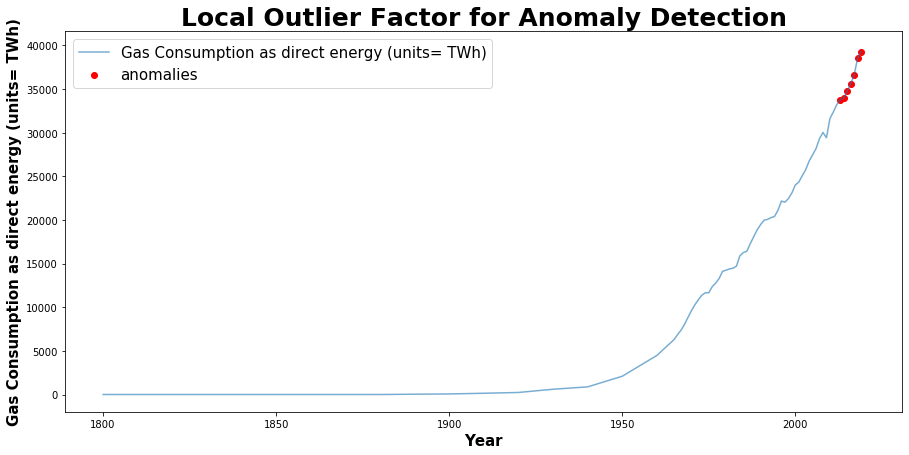 Local Outlier Factor for Anomaly Detection
Gas Consumption as direct energy (units= TWh)
anomalies
Gas Consumption as direct energy (units= TWh)
40000
35000
30000
25000
20000
15000
10000
5000
0
1800
1850
1900
1950
2000
Year